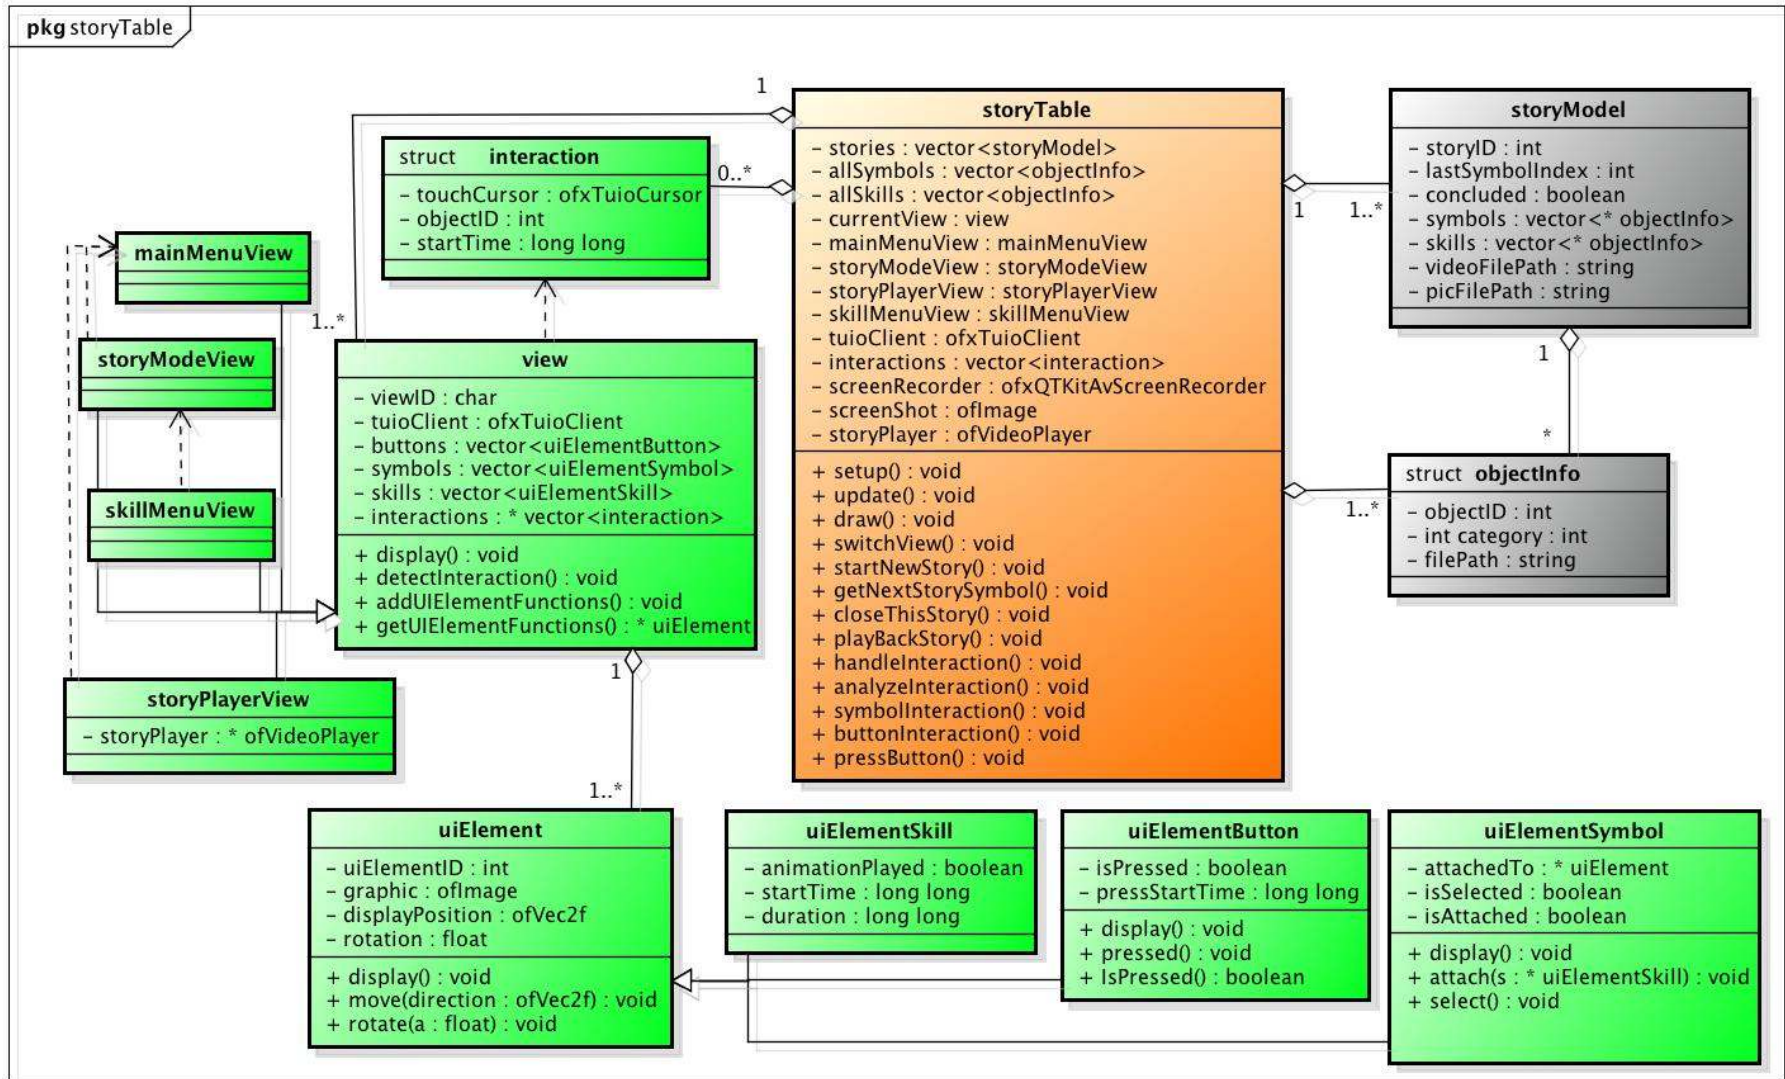 pkg storyTable
1
storyTable
- stories : vector<storyModel>
- allSymbols : vector<objectInfo>
- allSkills : vector<objectInfo>
- currentView : view
- mainMenuView : mainMenuView
- storyModeView : storyModeView
- storyPlayerView : storyPlayerView
- skillMenuView : skillMenuView
- tuioClient : ofxTuioClient
- interactions : vector<interaction>
- screenRecorder : ofxQTKitAvScreenRecorder
- screenShot : ofImage
- storyPlayer : ofVideoPlayer
+ setup() : void
+ update() : void
+ draw() : void
+ switchView() : void
+ startNewStory() : void
+ getNextStorySymbol() : void
+ closeThisStory() : void
+ playBackStory() : void
+ handleInteraction() : void
+ analyzeInteraction() : void
+ symbolInteraction() : void
+ buttonInteraction() : void
+ pressButton() : void
storyModel
- storyID : int
- lastSymbolIndex : int
- concluded : boolean
- symbols : vector<* objectInfo>
- skills : vector<* objectInfo>
- videoFilePath : string
- picFilePath : string
1
1..*
1
*
struct objectInfo
- objectID : int
- int category : int
- filePath : string
1..*
struct interaction
- touchCursor : ofxTuioCursor
- objectID : int
- startTime : long long
0..*
mainMenuView
1..*
storyModeView
skillMenuView
storyPlayerView
- storyPlayer : * ofVideoPlayer
view
- viewID : char
- tuioClient : ofxTuioClient
- buttons : vector<uiElementButton>
- symbols : vector<uiElementSymbol>
- skills : vector<uiElementSkill>
- interactions : * vector<interaction>
+ display() : void
+ detectInteraction() : void
+ addUIElementFunctions() : void
+ getUIElementFunctions() : * uiElement
1
1..*
uiElement
- uiElementID : int
- graphic : ofImage
- displayPosition : ofVec2f
- rotation : float
+ display() : void
+ move(direction : ofVec2f) : void
+ rotate(a : float) : void
uiElementSkill
- animationPlayed : boolean
- startTime : long long
- duration : long long
uiElementButton
- isPressed : boolean
- pressStartTime : long long
+ display() : void
+ pressed() : void
+ IsPressed() : boolean
uiElementSymbol
- attachedTo : * uiElement
- isSelected : boolean
- isAttached : boolean
+ display() : void
+ attach(s : * uiElementSkill) : void
+ select() : void